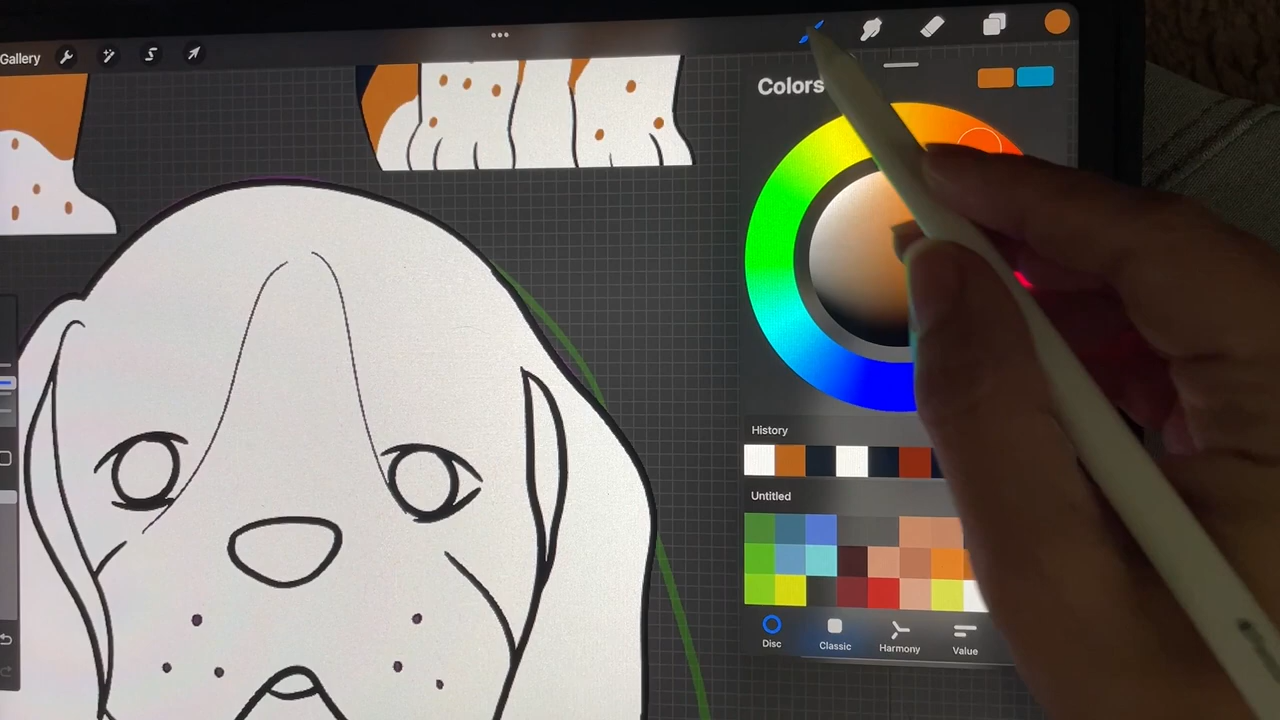 Gallery
Colors
History
Untitled
Disc
Classic
Harmony
Value